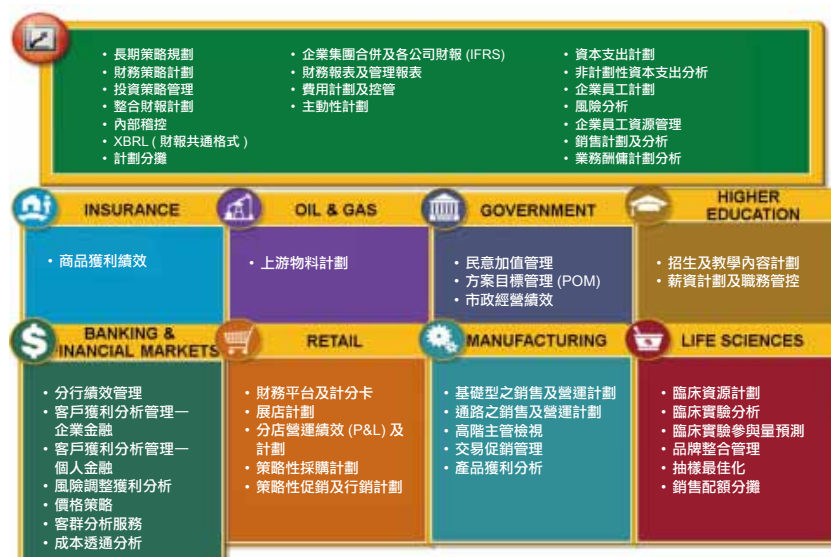 • 長期策略規劃
• 財務策略計劃
• 投資策略管理
• 整合財報計劃
• 內部稽控
• XBRL ( 財報共通格式 )
• 計劃分攤
• 企業集團合併及各公司財報 (IFRS)
• 財務報表及管理報表
• 費用計劃及控管
• 主動性計劃
• 資本支出計劃
• 非計劃性資本支出分析
• 企業員工計劃
• 風險分析
• 企業員工資源管理
• 銷售計劃及分析
• 業務酬傭計劃分析
INSURANCE
• 商品獲利績效
OIL & GAS
• 上游物料計劃
GOVERNMENT
• 民意加值管理
• 方案目標管理 (POM)
• 市政經營績效
HIGHER
EDUCATION
• 招生及教學內容計劃
• 薪資計劃及職務管控
BANKING &
INANCIAL MARKETS
• 分行績效管理
• 客戶獲利分析管理一
企業金融
• 客戶獲利分析管理一
個人金融
• 風險調整獲利分析
• 價格策略
• 客群分析服務
• 成本透通分析
RETAIL
• 財務平台及計分卡
• 展店計劃
• 分店營運績效 (P&L) 及
計劃
• 策略性採購計劃
• 策略性促銷及行銷計劃
MANUFACTURING
• 基礎型之銷售及營運計劃
• 通路之銷售及營運計劃
• 高階主管檢視
• 交易促銷管理
• 產品獲利分析
LIFE SCIENCES
• 臨床資源計劃
• 臨床實驗分析
• 臨床實驗參與量預測
• 品牌整合管理
• 抽樣最佳化
• 銷售配額分攤